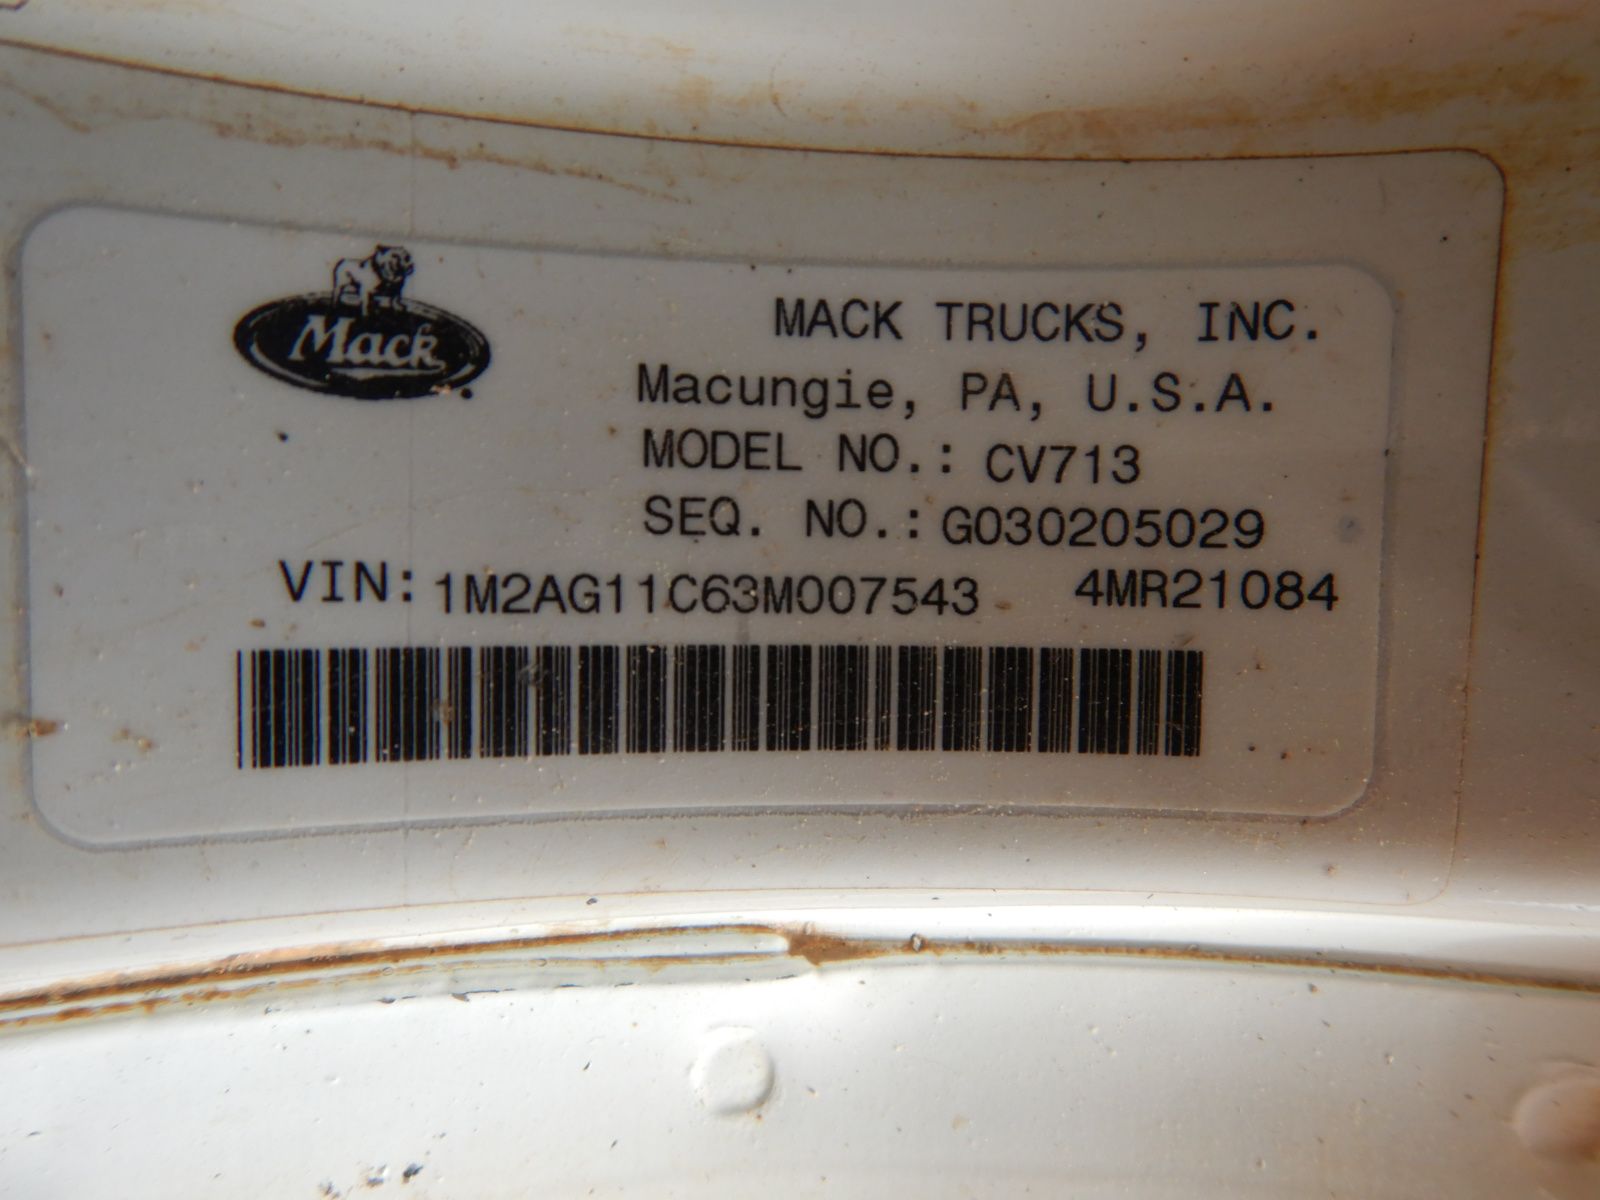 Mack
MACK TRUCKS, INC.
Macungie, PA, U.S.A.
MODEL NO.: CV713
SEQ. NO.: G030205029
VIN: 1M2AG11C63M007543 4MR21084